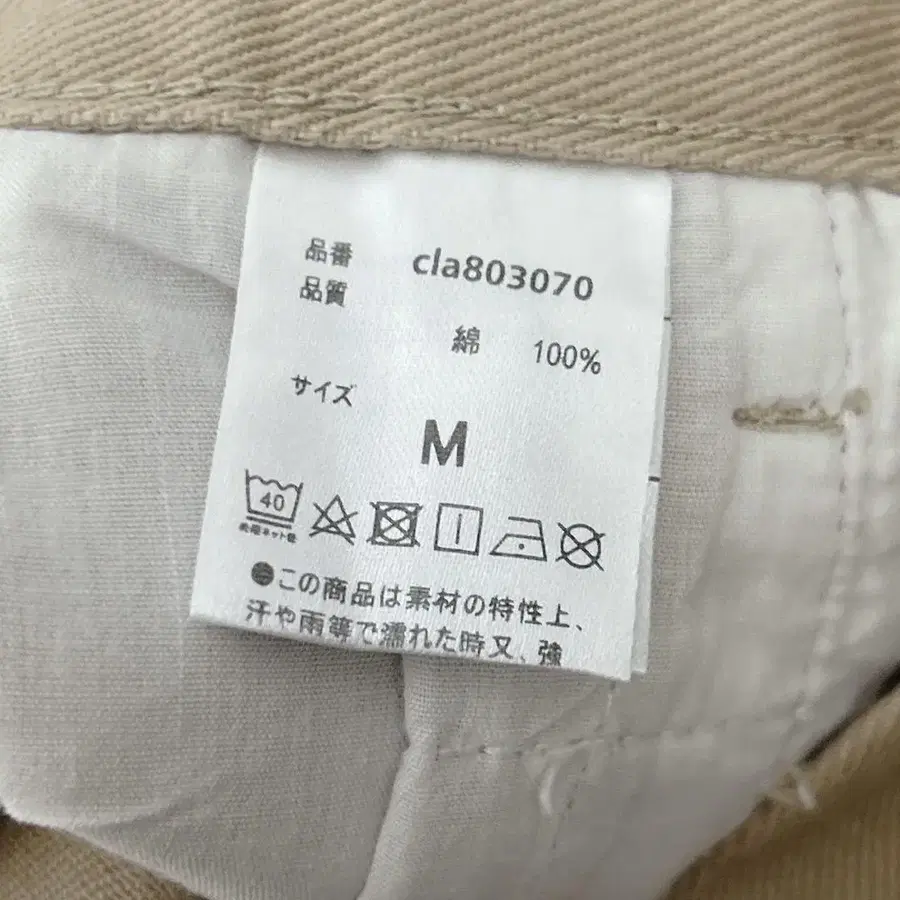 品番 cla803070
品質
綿 100%
サイズ
M
40
●この商品は素材の特性上、
汗や雨等で濡れた時又、強